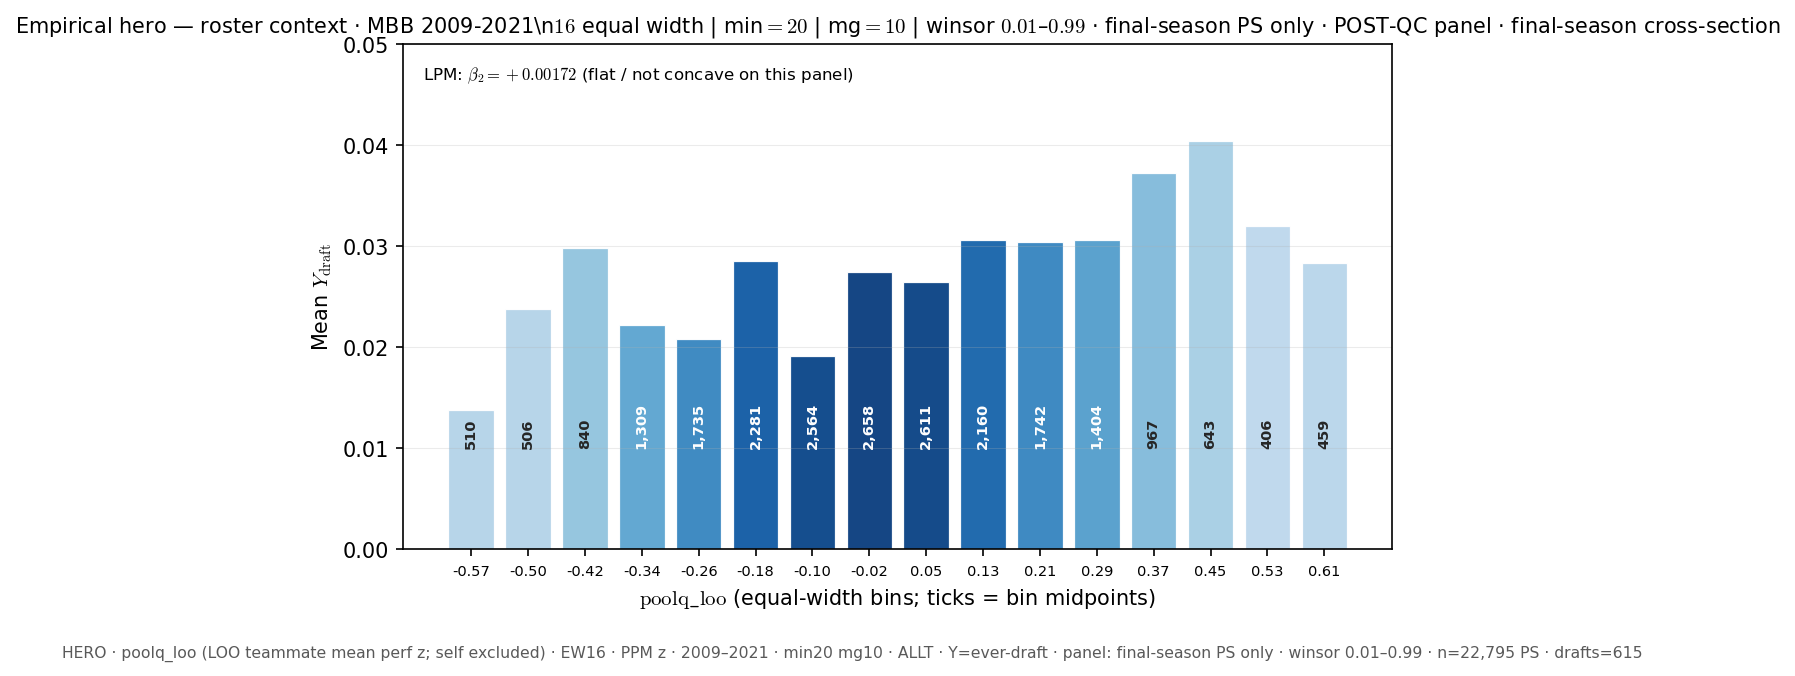 Empirical hero — roster context · MBB 2009-2021\n16 equal width | min = 20 | mg = 10 | winsor 0.01–0.99 · final-season PS only · POST-QC panel · final-season cross-section
LPM: β₂ = +0.00172 (flat / not concave on this panel)
Mean Y_draft
0.05
0.04
0.03
0.02
0.01
0.00
510 506 840 1,309 1,735 2,281 2,564 2,658 2,611 2,160 1,742 1,404 967 643 406 459
-0.57 -0.50 -0.42 -0.34 -0.26 -0.18 -0.10 -0.02 0.05 0.13 0.21 0.29 0.37 0.45 0.53 0.61
poolq_loo (equal-width bins; ticks = bin midpoints)
HERO · poolq_loo (LOO teammate mean perf z; self excluded) · EW16 · PPM z · 2009–2021 · min20 mg10 · ALLT · Y=ever-draft · panel: final-season PS only · winsor 0.01–0.99 · n=22,795 PS · drafts=615